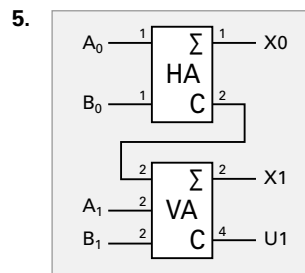 5.
A₀ 1 Σ 1 X0
HA
B₀ 1 C 2
2 Σ 2 X1
A₁ 2 VA
B₁ 2 C 4 U1